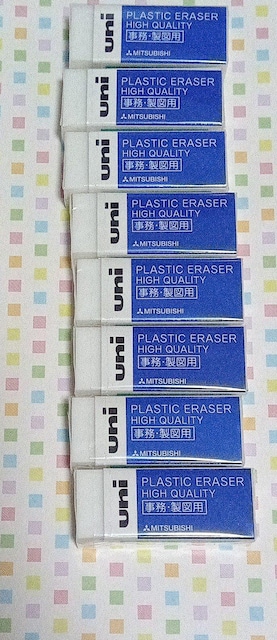 uni
PLASTIC ERASER
HIGH QUALITY
事務・製図用
MITSUBISHI
uni
PLASTIC ERASER
HIGH QUALITY
事務・製図用
MITSUBISHI
uni
PLASTIC ERASER
HIGH QUALITY
事務・製図用
MITSUBISHI
uni
PLASTIC ERASER
HIGH QUALITY
事務・製図用
MITSUBISHI
uni
PLASTIC ERASER
HIGH QUALITY
事務・製図用
MITSUBISHI
uni
PLASTIC ERASER
HIGH QUALITY
事務・製図用
MITSUBISHI
uni
PLASTIC ERASER
HIGH QUALITY
事務・製図用
MITSUBISHI
uni
PLASTIC ERASER
HIGH QUALITY
事務・製図用
MITSUBISHI